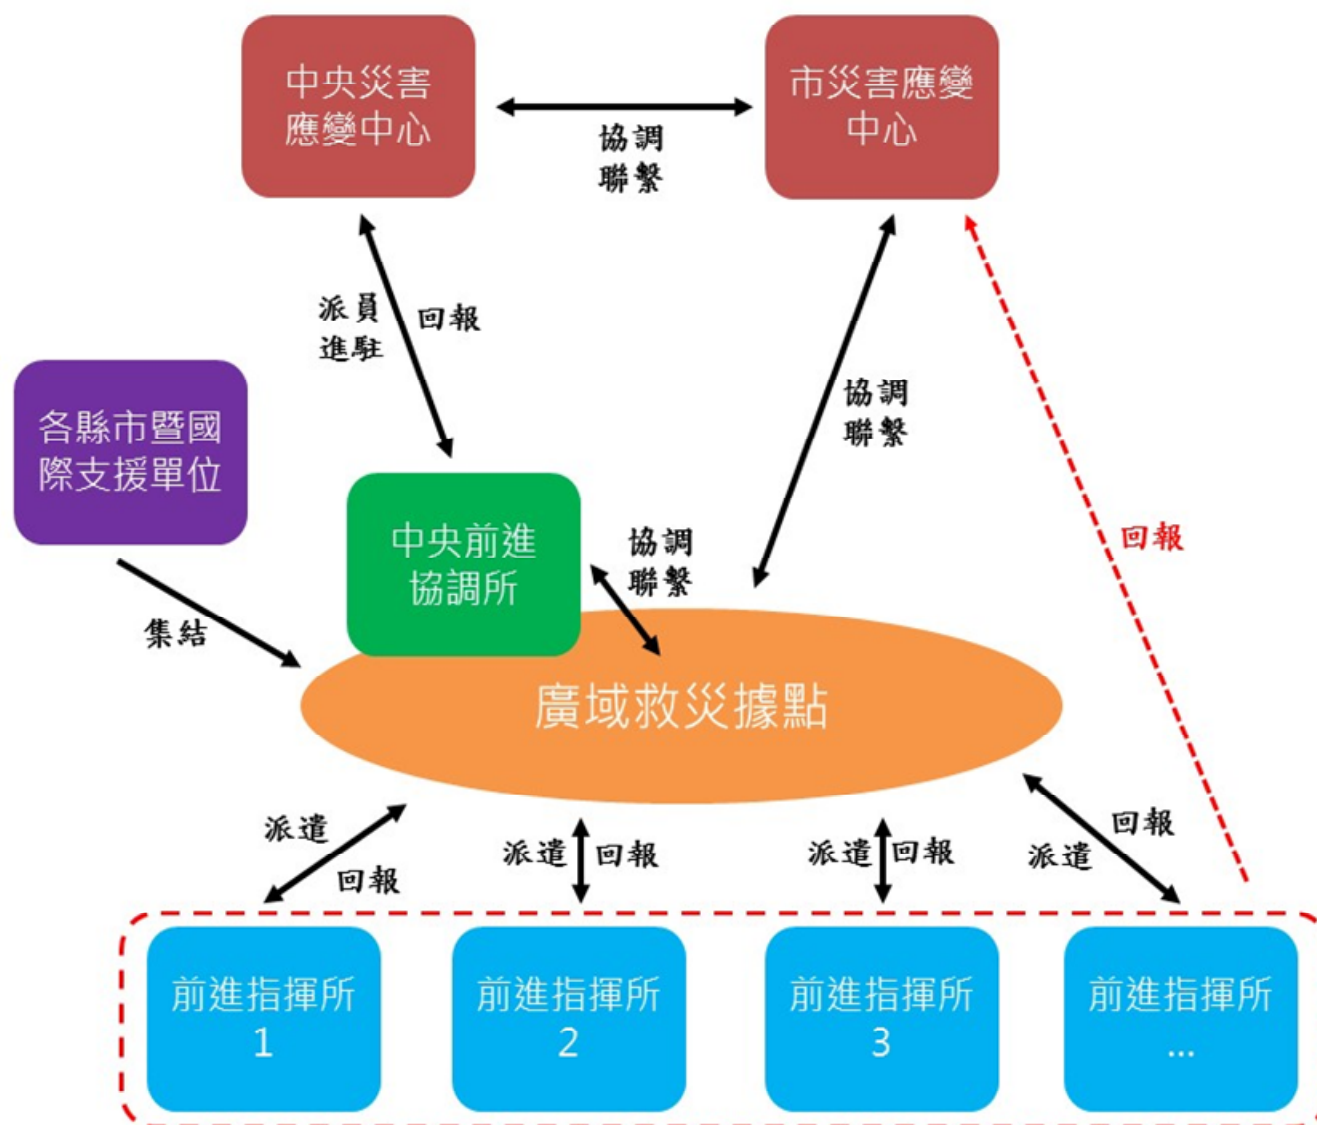 中央災害
應變中心
市災害應變
中心
協調
聯繫
派員
進駐
回報
協調
聯繫
各縣市暨國
際支援單位
中央前進
協調所
協調
聯繫
回報
集結
廣域救災據點
派遣
回報
派遣
回報
派遣
回報
回報
派遣
前進指揮所
1
前進指揮所
2
前進指揮所
3
前進指揮所
...